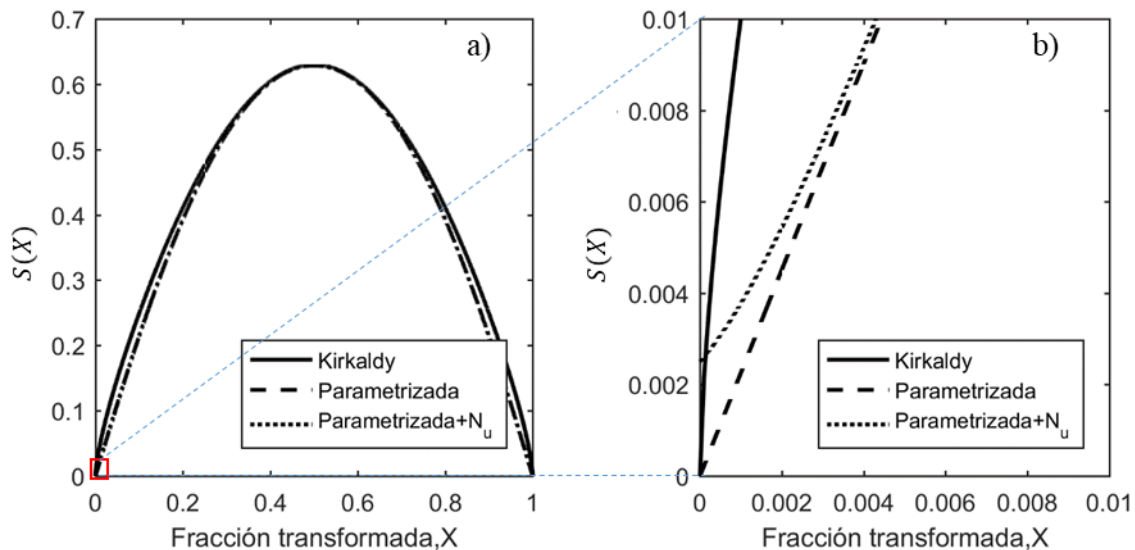 a)
0.7
0.6
0.5
0.4
0.3
0.2
0.1
0
S(X)
Kirkaldy
Parametrizada
Parametrizada+N_u
0 0.2 0.4 0.6 0.8 1
Fracción transformada,X
b)
0.01
0.008
0.006
0.004
0.002
0
S(X)
Kirkaldy
Parametrizada
Parametrizada+N_u
0 0.002 0.004 0.006 0.008 0.01
Fracción transformada,X